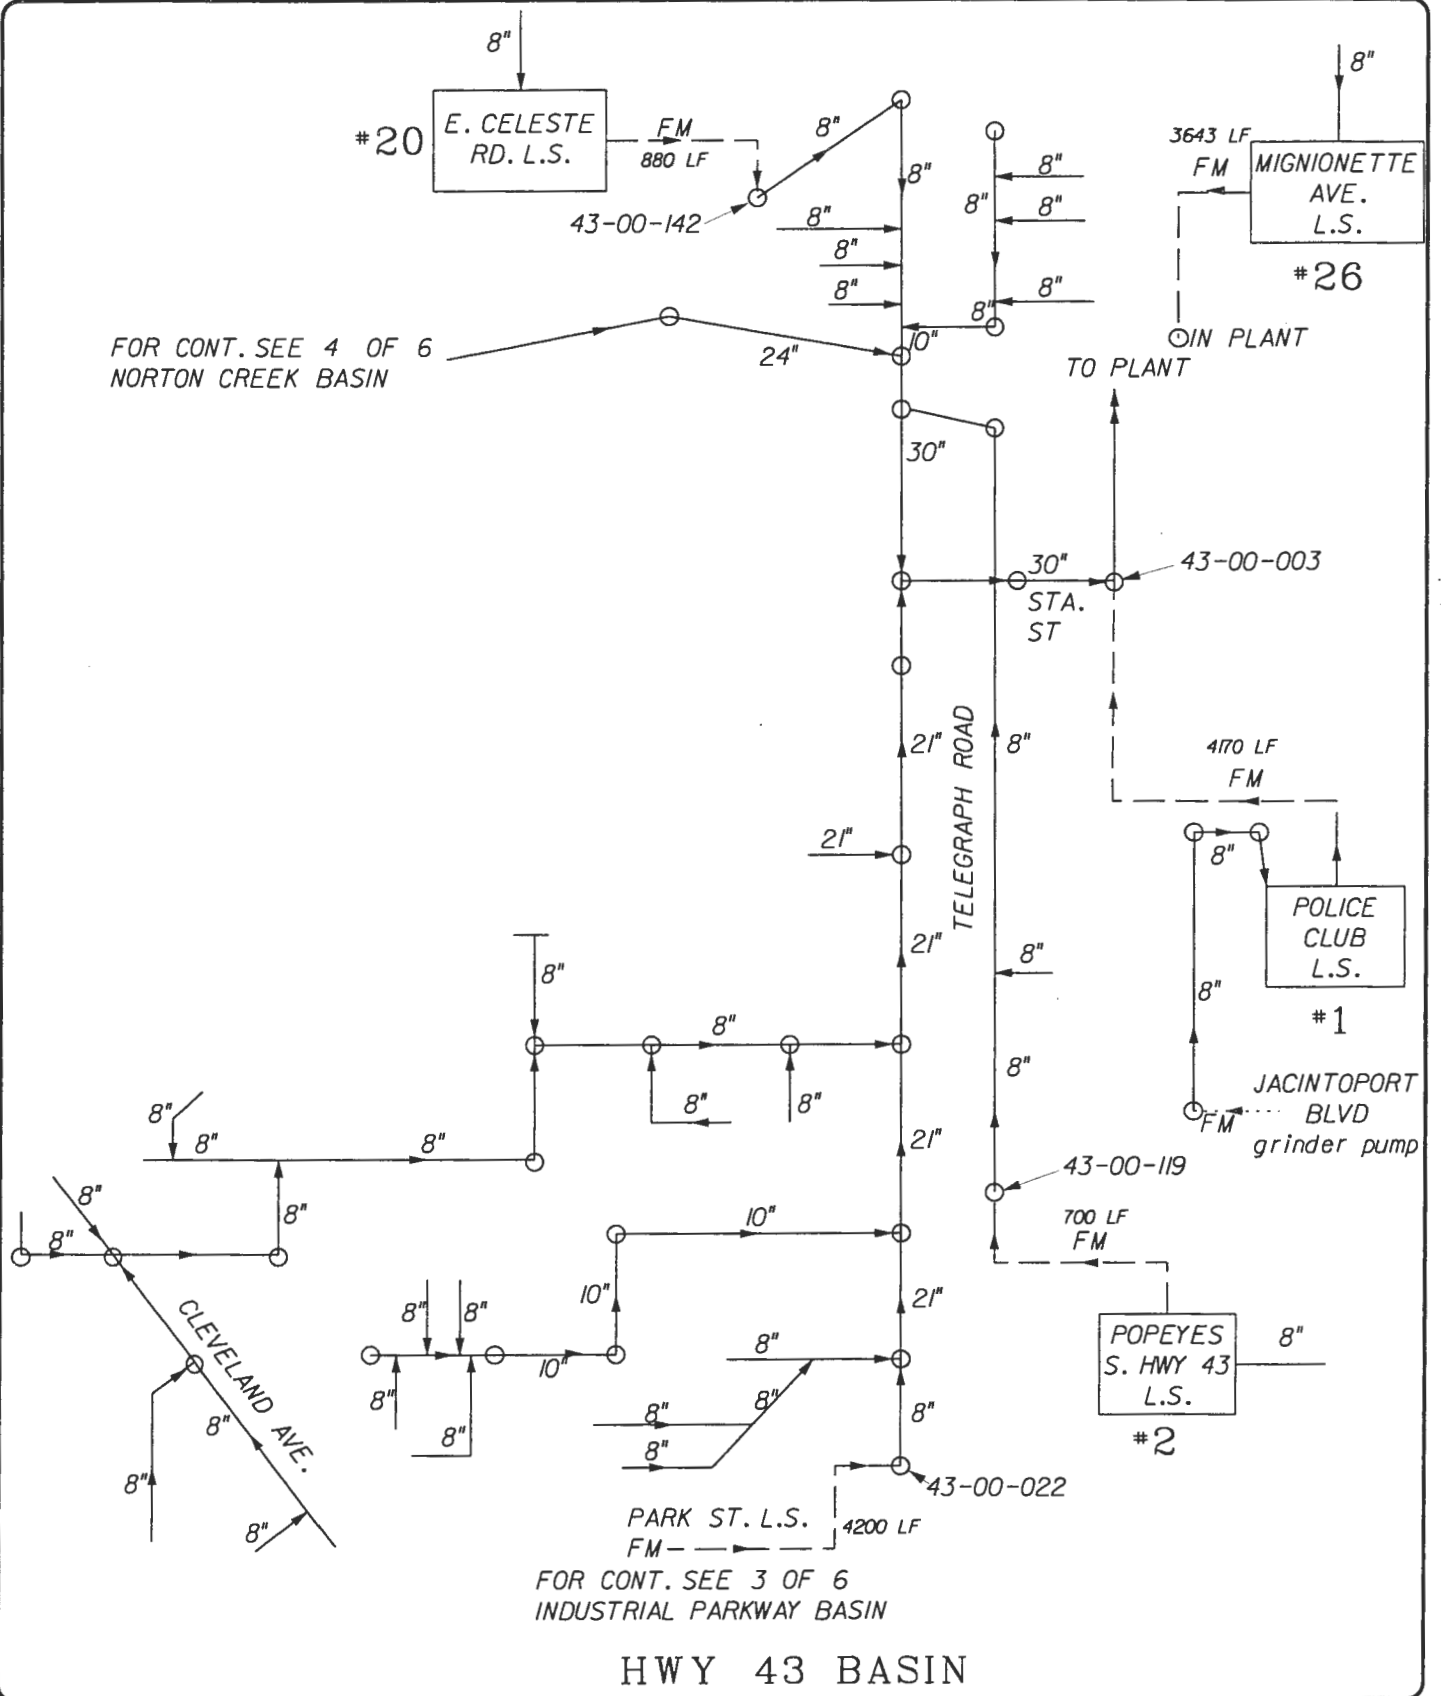 8"
#20
E. CELESTE
RD. L.S.
FM
880 LF
43-00-142
8"
8"
8"
8"
8"
8"
8"
8"
8"
8"
10"
24"
FOR CONT. SEE 4 OF 6
NORTON CREEK BASIN
8"
3643 LF
FM
MIGNIONETTE
AVE.
L.S.
#26
IN PLANT
TO PLANT
30"
30"
STA.
ST
43-00-003
21"
TELEGRAPH ROAD
8"
4170 LF
FM
21"
8"
POLICE
CLUB
L.S.
#1
8"
21"
8"
8"
8"
8"
8"
8"
FM
JACINTOPORT
BLVD
grinder pump
8"
8"
8"
21"
43-00-119
8"
8"
8"
10"
700 LF
FM
10"
21"
8"
8"
CLEVELAND AVE.
10"
8"
POPEYES
S. HWY 43
L.S.
8"
#2
8"
8"
8"
8"
8"
8"
8"
8"
8"
8"
43-00-022
PARK ST. L.S.
4200 LF
FM
FOR CONT. SEE 3 OF 6
INDUSTRIAL PARKWAY BASIN
HWY 43 BASIN